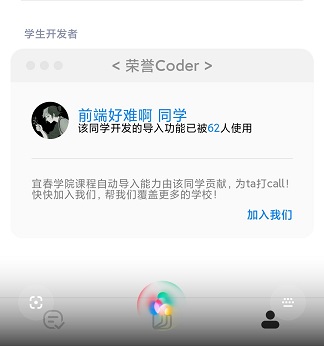 学生开发者
< 荣誉Coder >
前端好难啊 同学
该同学开发的导入功能已被62人使用
宜春学院课程自动导入能力由该同学贡献，为ta打call！
快快加入我们，帮我们覆盖更多的学校！
加入我们